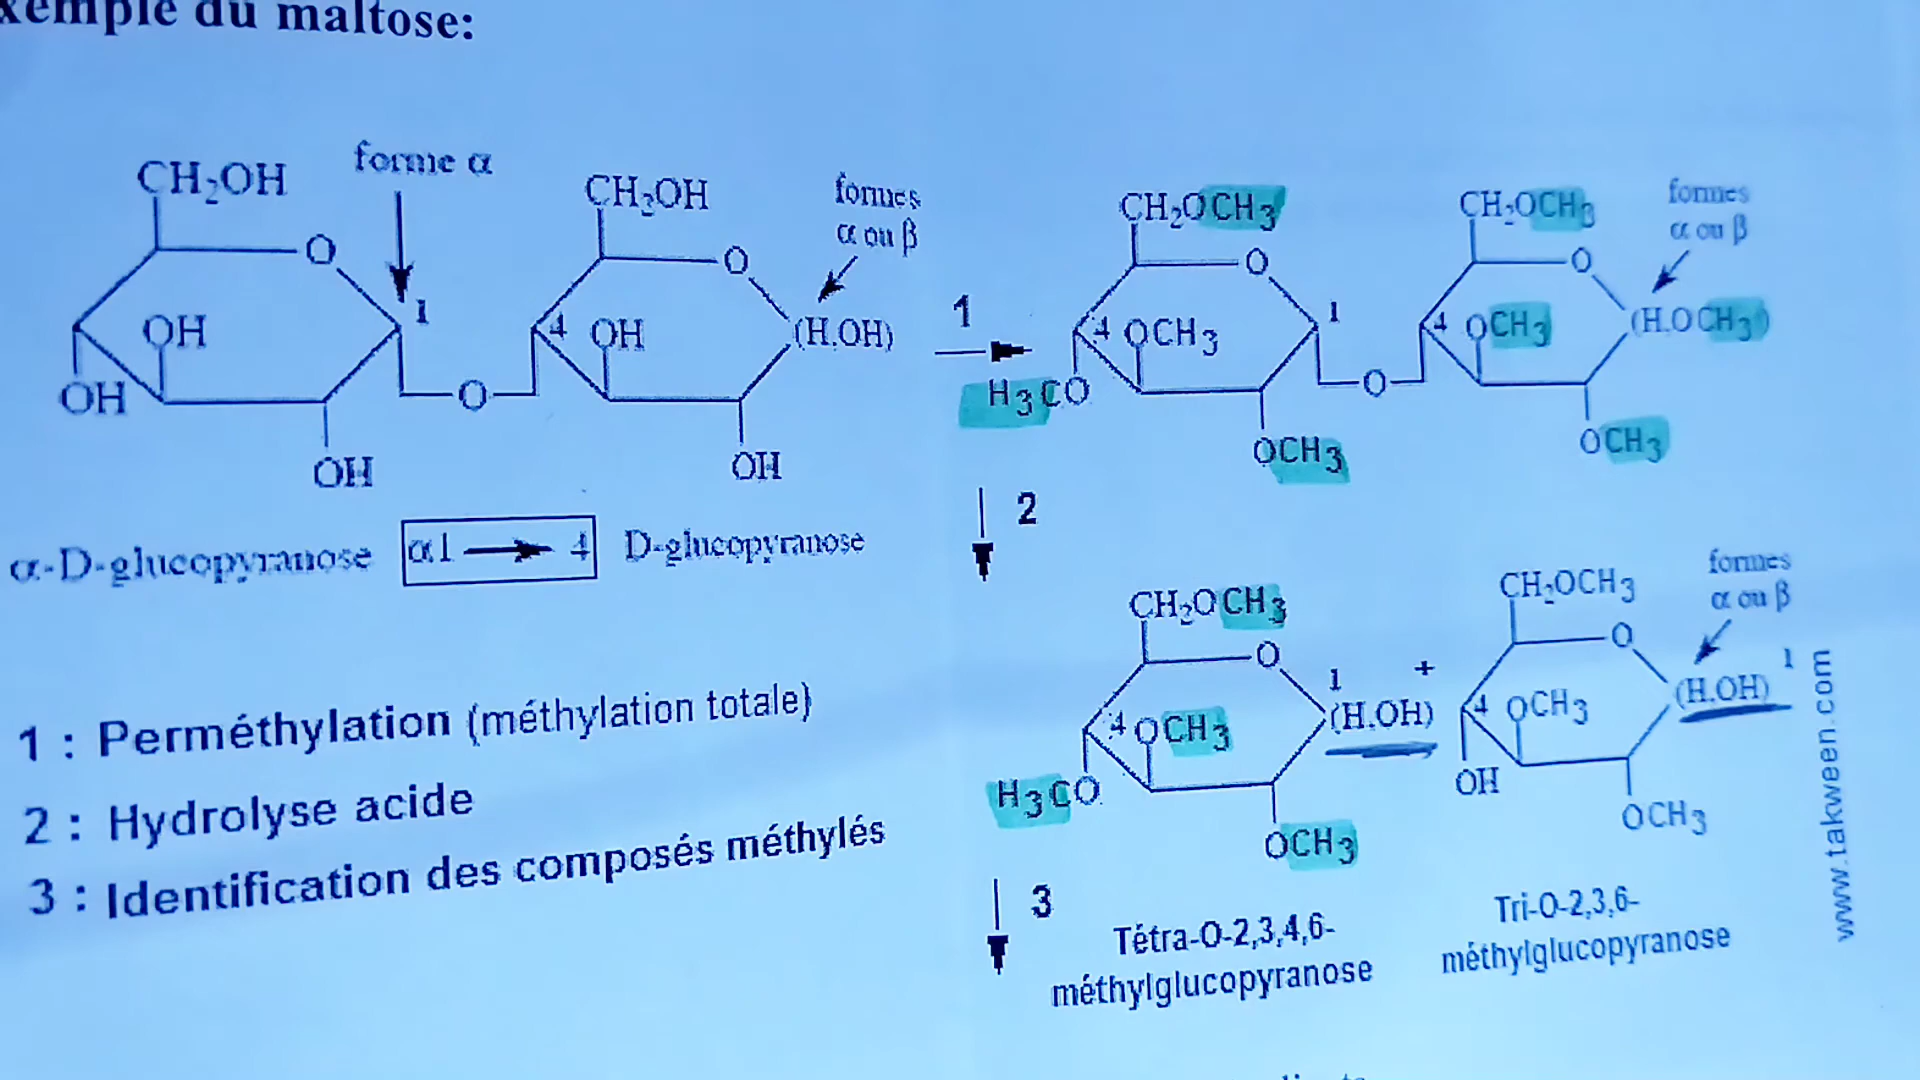 xemple du maltose:
forme α
CH₂OH
CH₂OH
formes
α ou β
O
O
1
OH
4
OH
(H.OH)
OH
O
OH
OH
α-D-glucopyranose
α1 → 4
D-glucopyranose
1
CH₂OCH₃
CH₂OCH₃
formes
α ou β
O
O
1
4
OCH₃
4
OCH₃
(H.OCH₃)
H₃CO
O
OCH₃
OCH₃
2
CH₂OCH₃
CH₂OCH₃
formes
α ou β
O
O
1
+
1
4
OCH₃
(H.OH)
4
OCH₃
(H.OH)
H₃CO
OH
OCH₃
OCH₃
1 : Perméthylation (méthylation totale)
2 : Hydrolyse acide
3 : Identification des composés méthylés
3
Tétra-O-2,3,4,6-
méthylglucopyranose
Tri-O-2,3,6-
méthylglucopyranose
www.takween.com